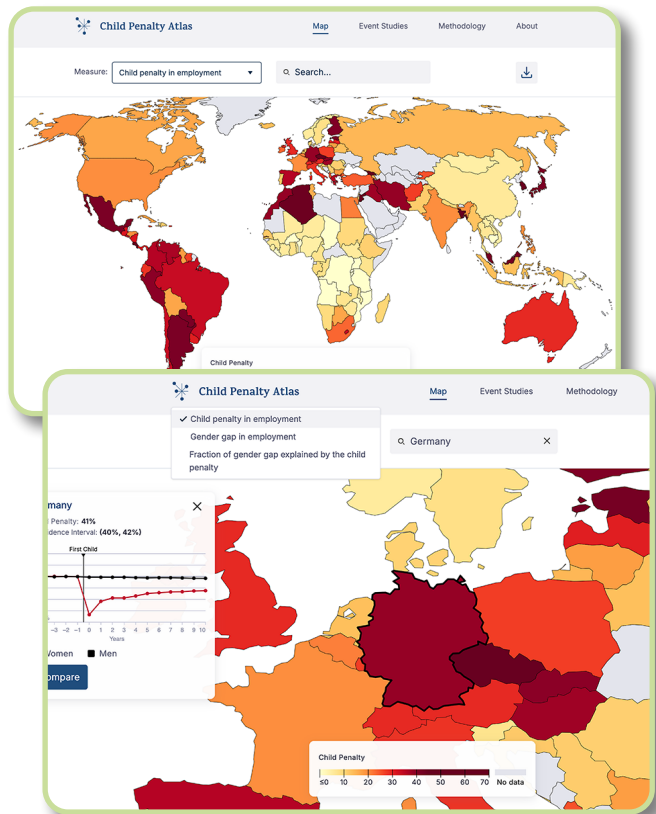 Child Penalty Atlas
Map
Event Studies
Methodology
About
Measure:
Child penalty in employment
Search...
Child Penalty
Child Penalty Atlas
Map
Event Studies
Methodology
Child penalty in employment
Gender gap in employment
Fraction of gender gap explained by the child
penalty
Germany
many
Penalty: 41%
dence Interval: (40%, 42%)
First Child
-3 -2 -1 0 1 2 3 4 5 6 7 8 9 10
Years
Women
Men
ompare
Child Penalty
≤0 10 20 30 40 50 60 70 No data